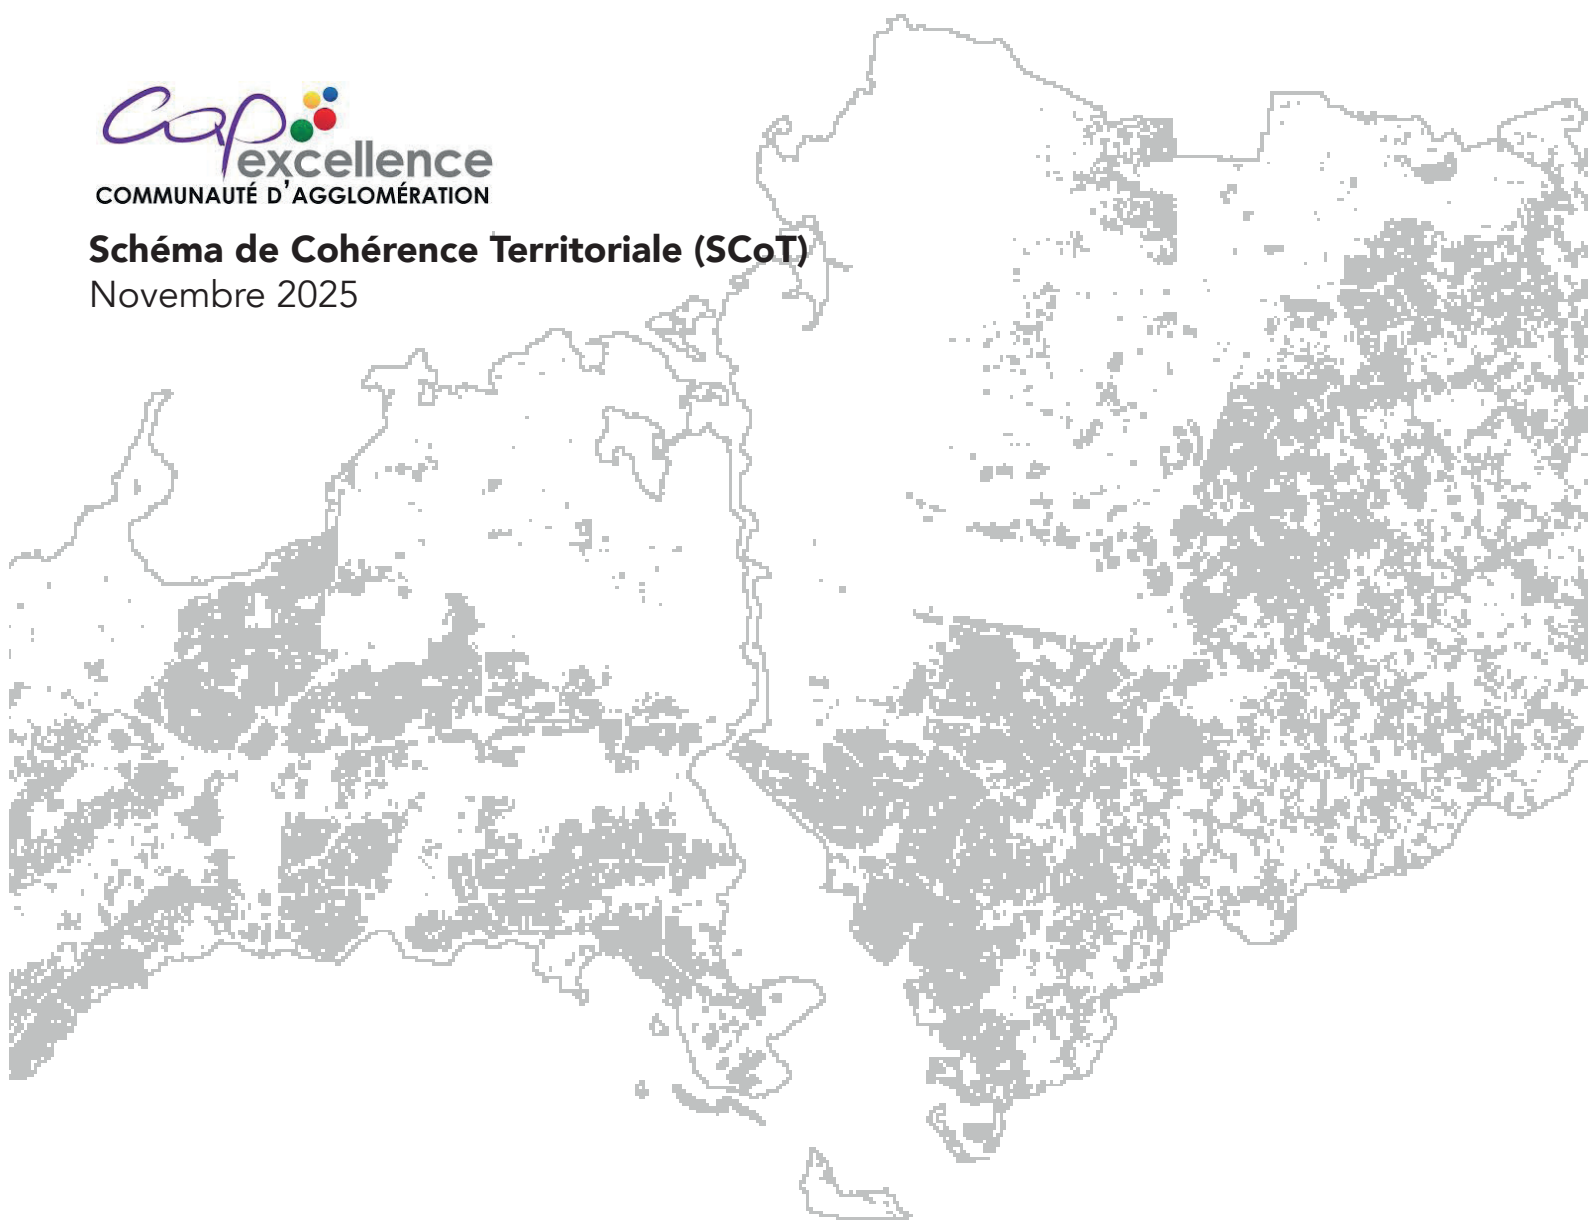 cap
excellence
COMMUNAUTÉ D'AGGLOMÉRATION
Schéma de Cohérence Territoriale (SCoT)
Novembre 2025